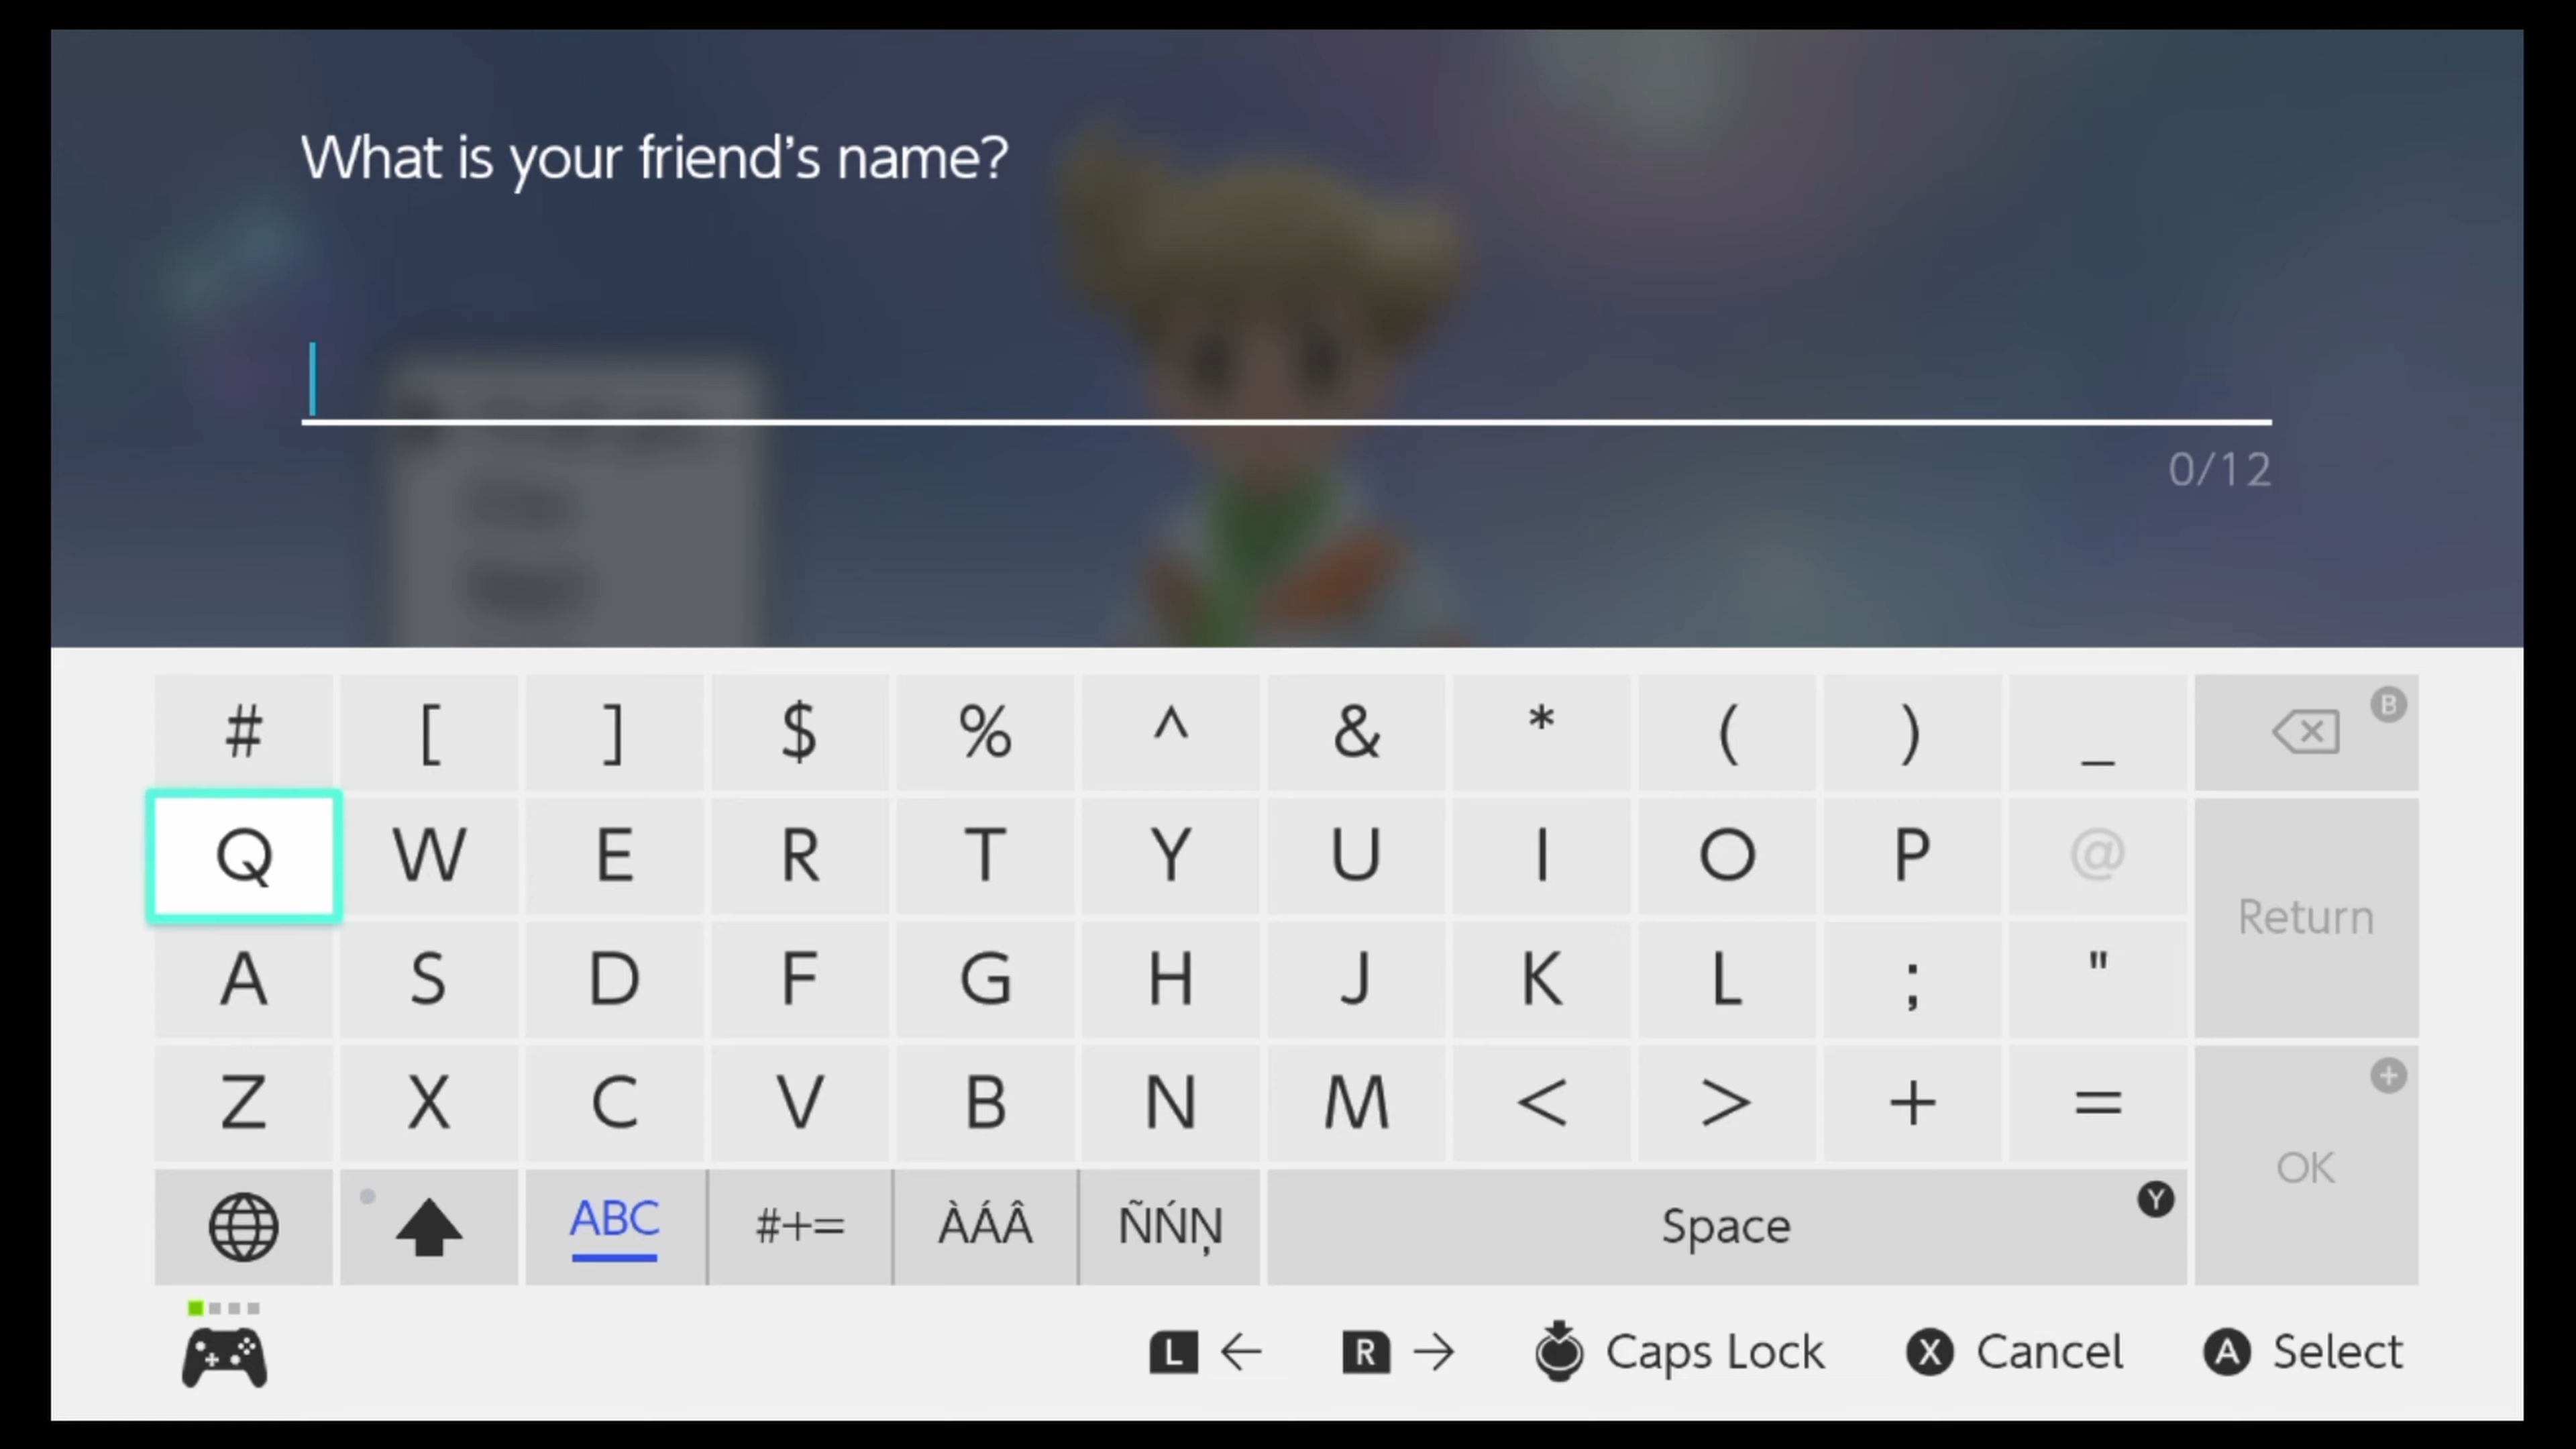 What is your friend's name?
0/12
# [ ] $ % ^ & * ( ) _ B
Q W E R T Y U I O P @ Return
A S D F G H J K L ; "
Z X C V B N M < > + = +
ABC #+= ÀÁÂ ÑŃŅ Space Y OK
L ← R → Caps Lock X Cancel A Select